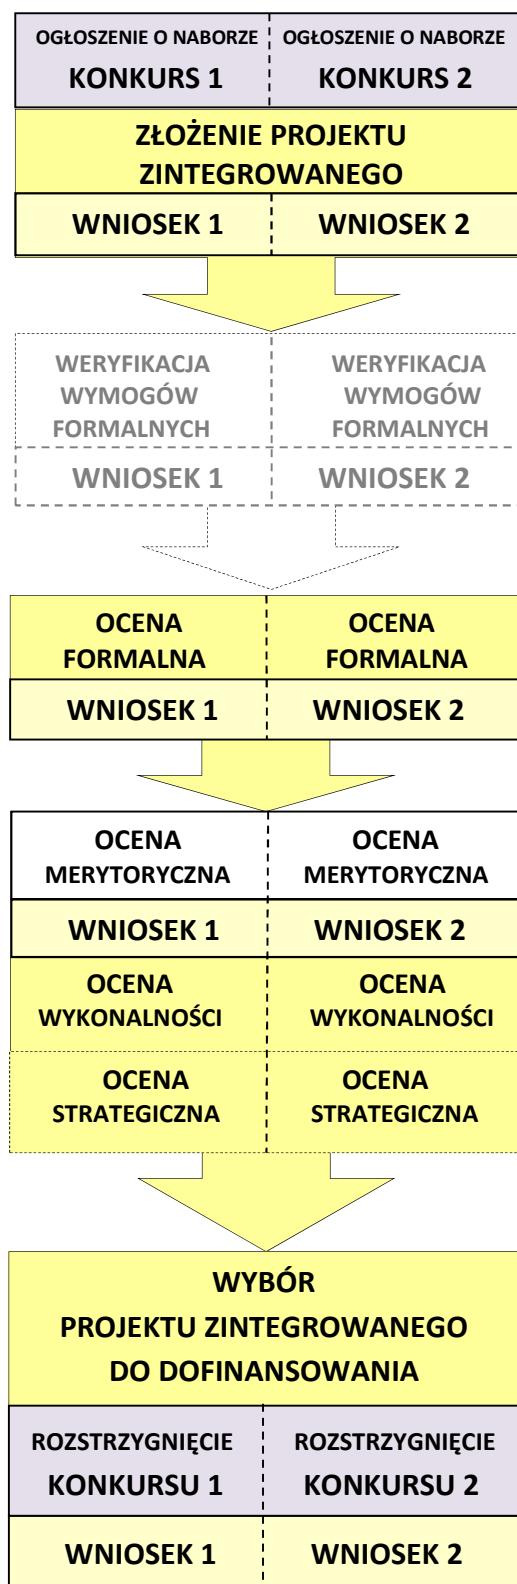 OGŁOSZENIE O NABORZE OGŁOSZENIE O NABORZE
KONKURS 1 KONKURS 2
ZŁOŻENIE PROJEKTU
ZINTEGROWANEGO
WNIOSEK 1 WNIOSEK 2
WERYFIKACJA WERYFIKACJA
WYMOGÓW WYMOGÓW
FORMALNYCH FORMALNYCH
WNIOSEK 1 WNIOSEK 2
OCENA OCENA
FORMALNA FORMALNA
WNIOSEK 1 WNIOSEK 2
OCENA OCENA
MERYTORYCZNA MERYTORYCZNA
WNIOSEK 1 WNIOSEK 2
OCENA OCENA
WYKONALNOŚCI WYKONALNOŚCI
OCENA OCENA
STRATEGICZNA STRATEGICZNA
WYBÓR
PROJEKTU ZINTEGROWANEGO
DO DOFINANSOWANIA
ROZSTRZYGNIĘCIE ROZSTRZYGNIĘCIE
KONKURSU 1 KONKURSU 2
WNIOSEK 1 WNIOSEK 2